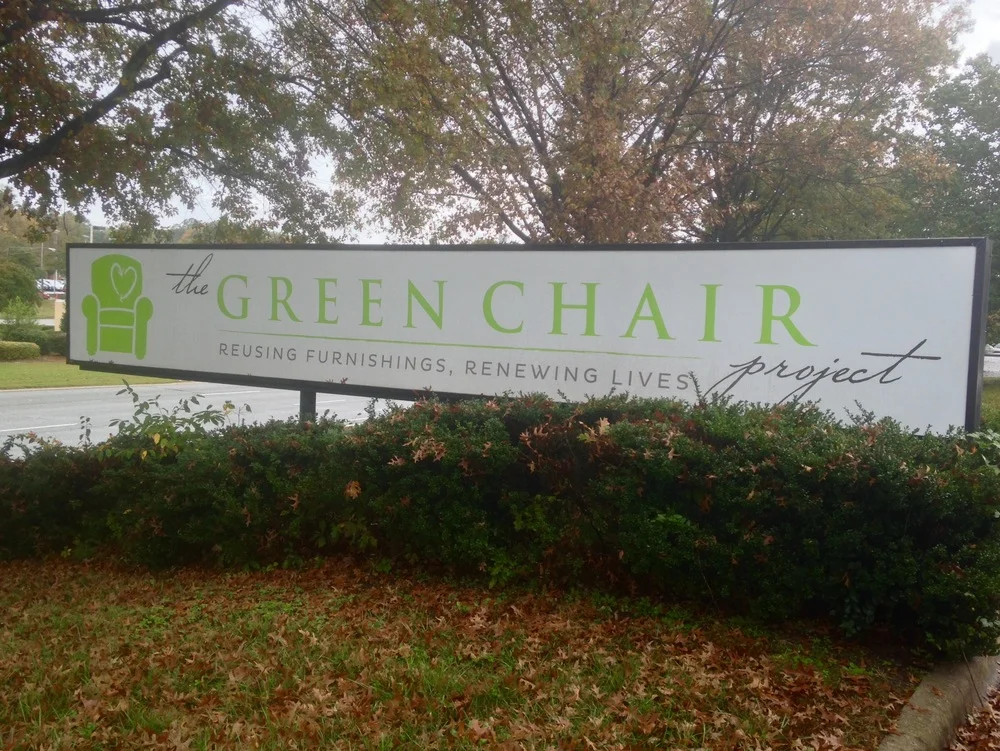 the GREEN CHAIR
REUSING FURNISHINGS, RENEWING LIVES
project